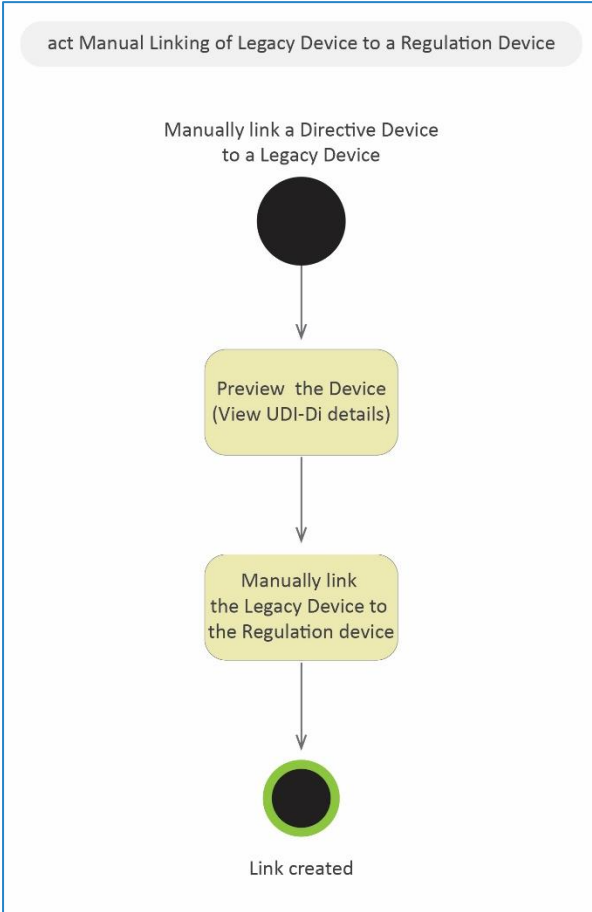 act Manual Linking of Legacy Device to a Regulation Device
Manually link a Directive Device
to a Legacy Device
Preview the Device
(View UDI-Di details)
Manually link
the Legacy Device to
the Regulation device
Link created